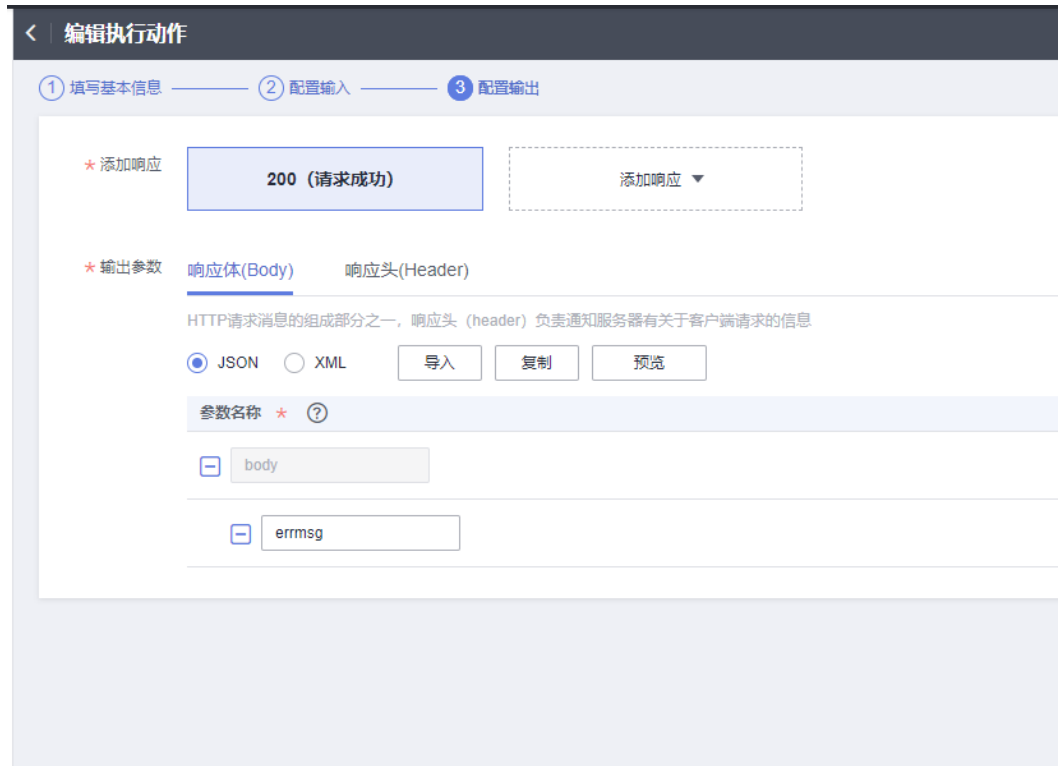 编辑执行动作
1 填写基本信息 2 配置输入 3 配置输出
* 添加响应 200（请求成功） 添加响应
* 输出参数 响应体(Body) 响应头(Header)
HTTP请求消息的组成部分之一，响应头（header）负责通知服务器有关于客户端请求的信息
JSON XML 导入 复制 预览
参数名称 * ?
body
errmsg